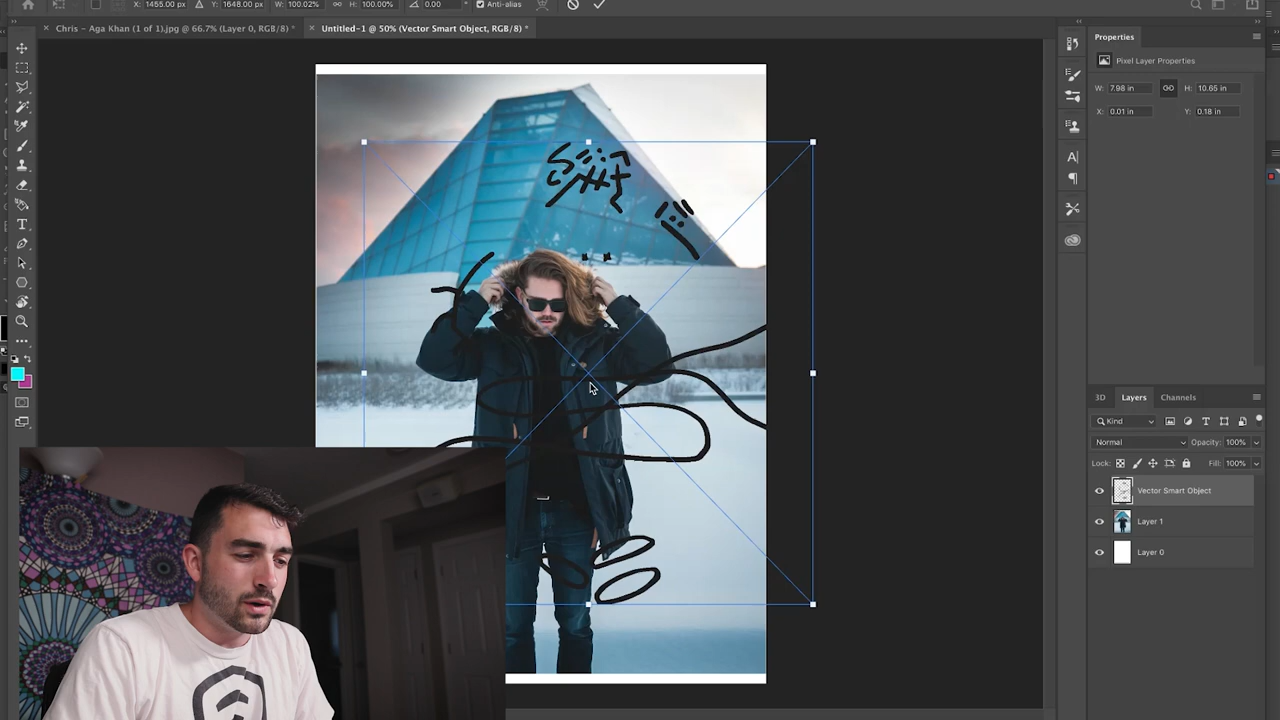 X: 1455.00 px Y: 1648.00 px W: 100.02% H: 100.00% 0.00 Anti-alias
Chris - Aga Khan (1 of 1).jpg @ 66.7% (Layer 0, RGB/8) * Untitled-1 @ 50% (Vector Smart Object, RGB/8) *
Properties
Pixel Layer Properties
W: 7.98 in H: 10.65 in
X: 0.01 in Y: 0.18 in
3D Layers Channels
Kind
Normal Opacity: 100%
Lock: Fill: 100%
Vector Smart Object
Layer 1
Layer 0